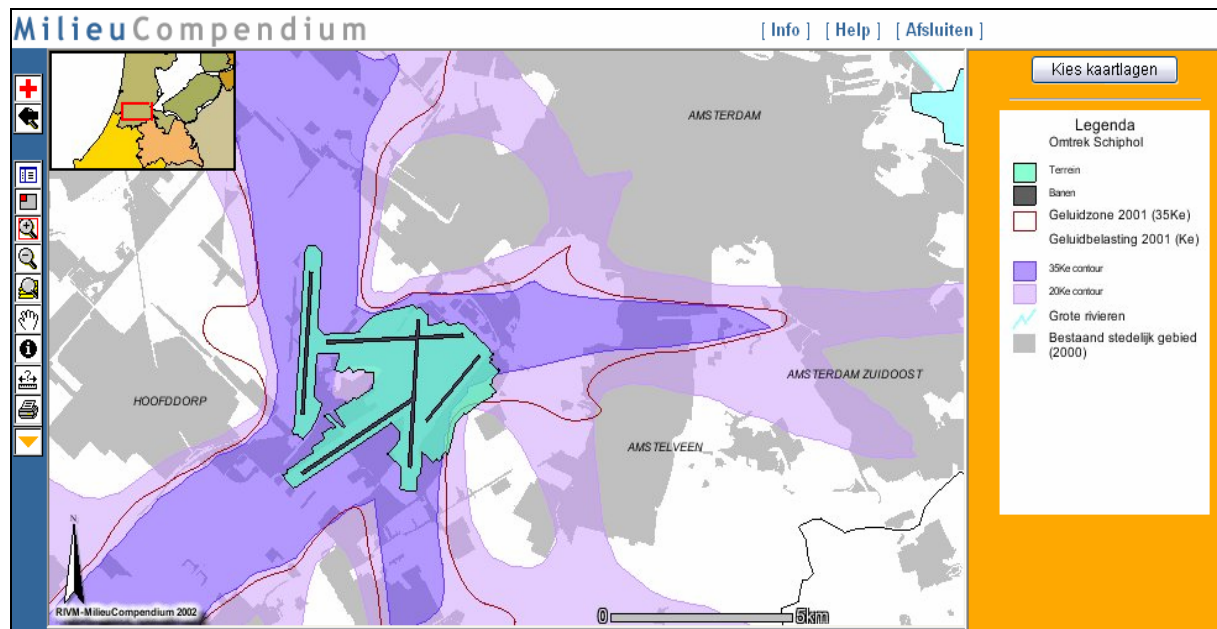 MilieuCompendium
[ Info ] [ Help ] [ Afsluiten ]
Kies kaartlagen
Legenda
Omtrek Schiphol
Terrein
Banen
Geluidzone 2001 (35Ke)
Geluidbelasting 2001 (Ke)
35Ke contour
20Ke contour
Grote rivieren
Bestaand stedelijk gebied
(2000)
AMSTERDAM
HOOFDDORP
AMSTERDAM ZUIDOOST
AMSTELVEEN
N
RIVM-MilieuCompendium 2002
0 5km